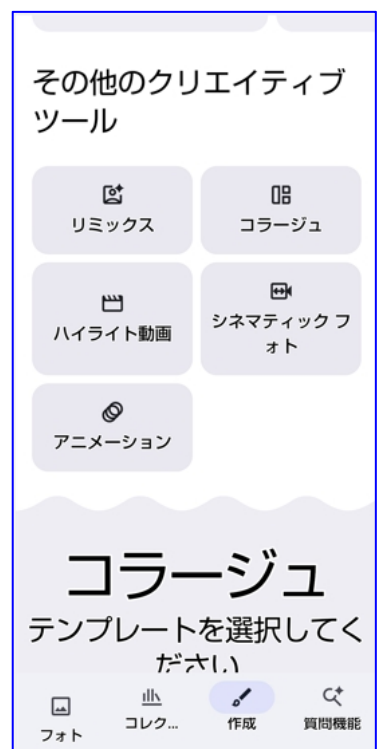 その他のクリエイティブ
ツール
リミックス
コラージュ
ハイライト動画
シネマティック フ
ォト
アニメーション
コラージュ
テンプレートを選択してく
ださい
フォト
コレク...
作成
質問機能